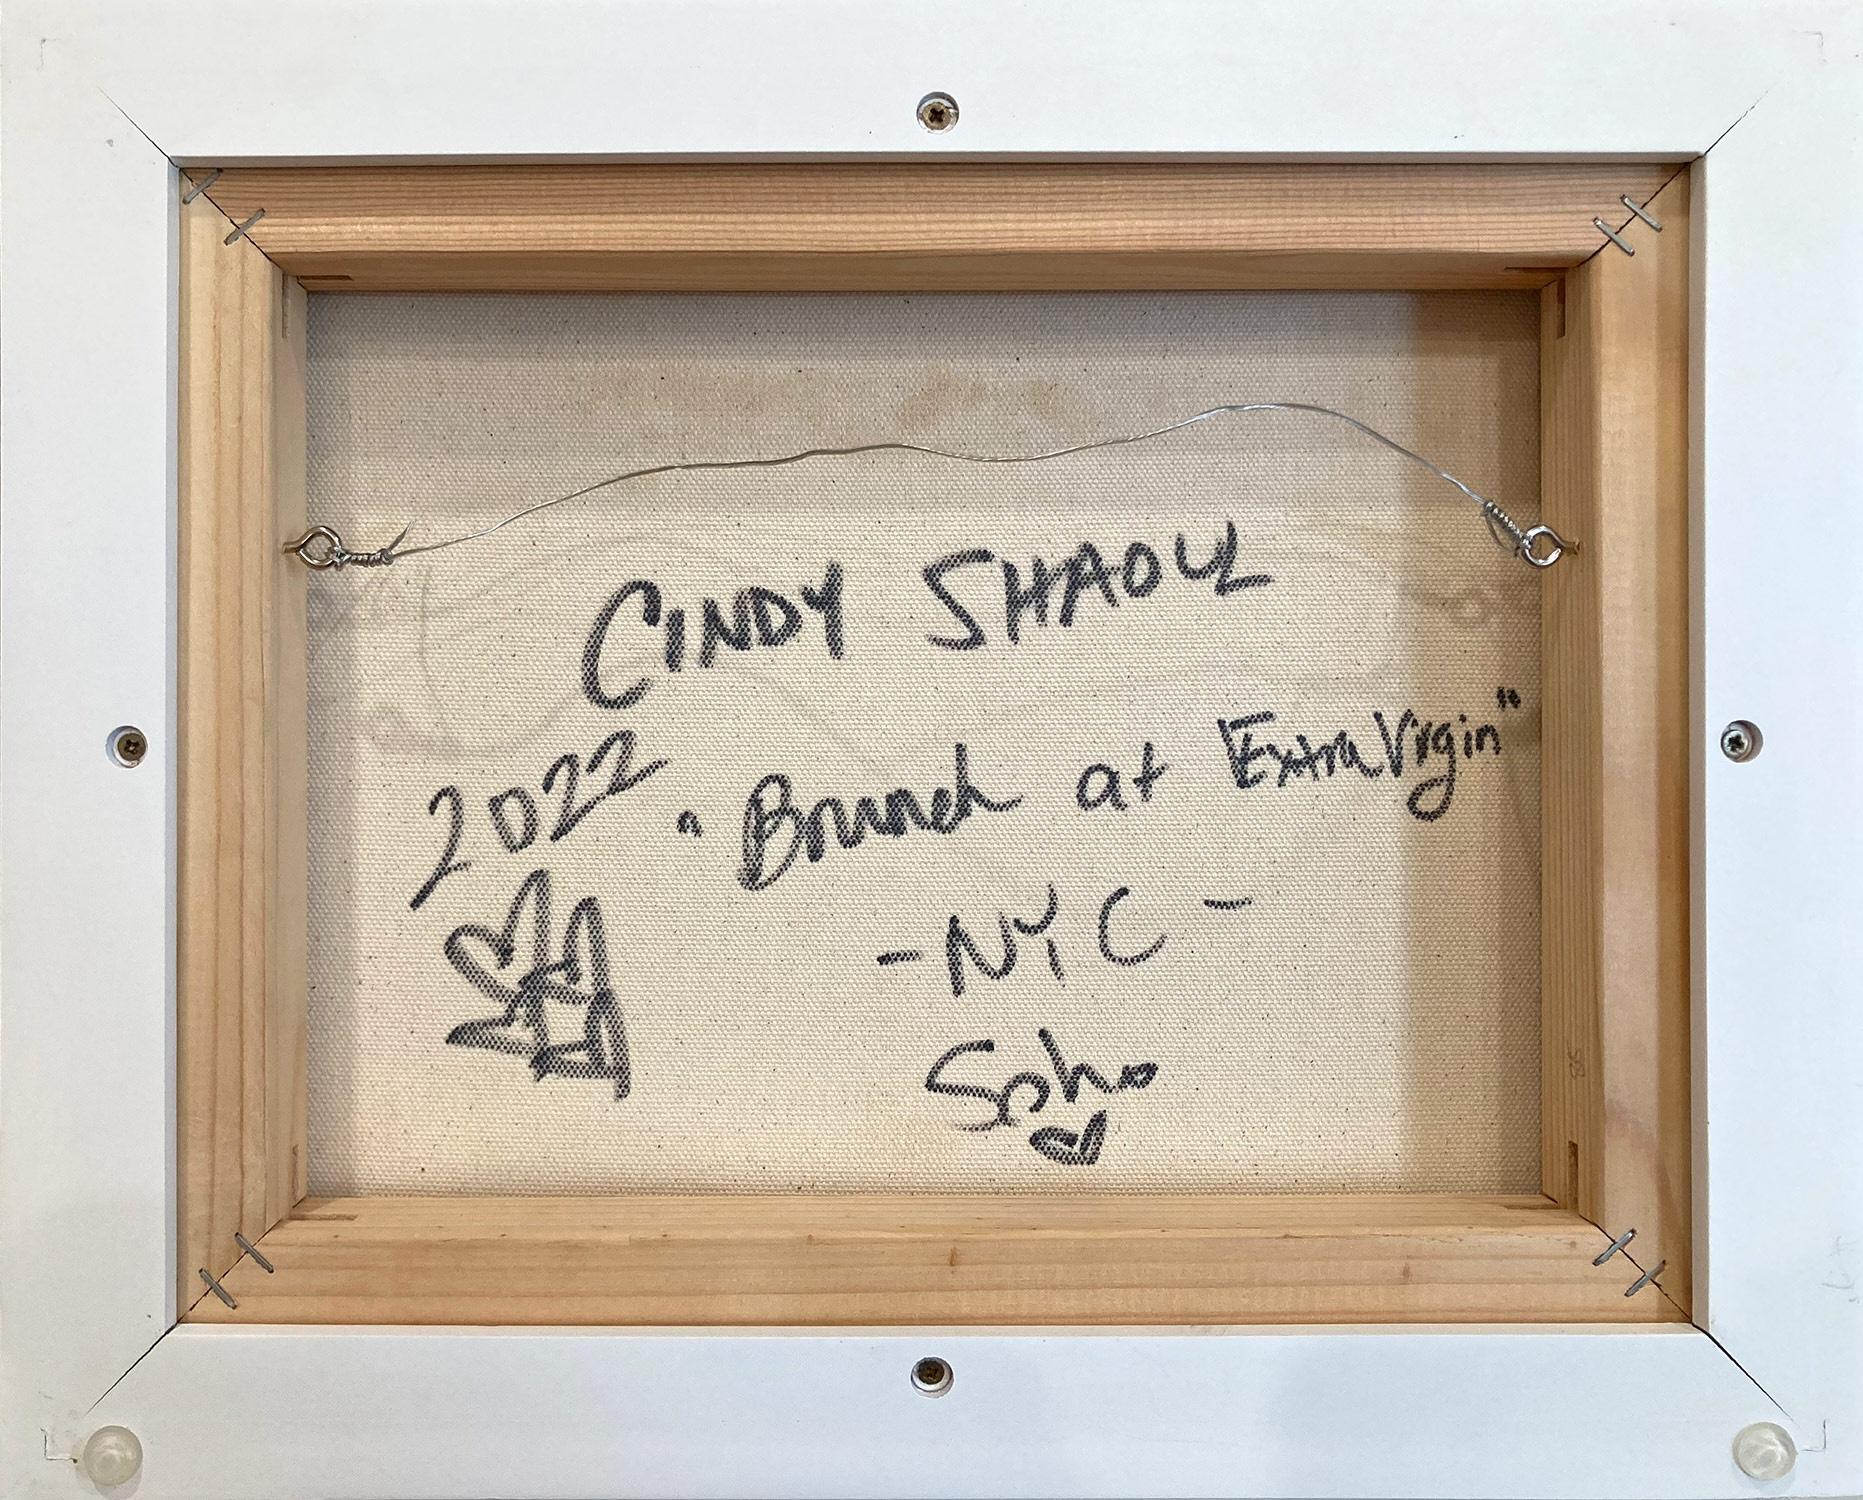 CINDY SHAOUL
2022 "Brunch at Extra Virgin"
-NYC-
Soho